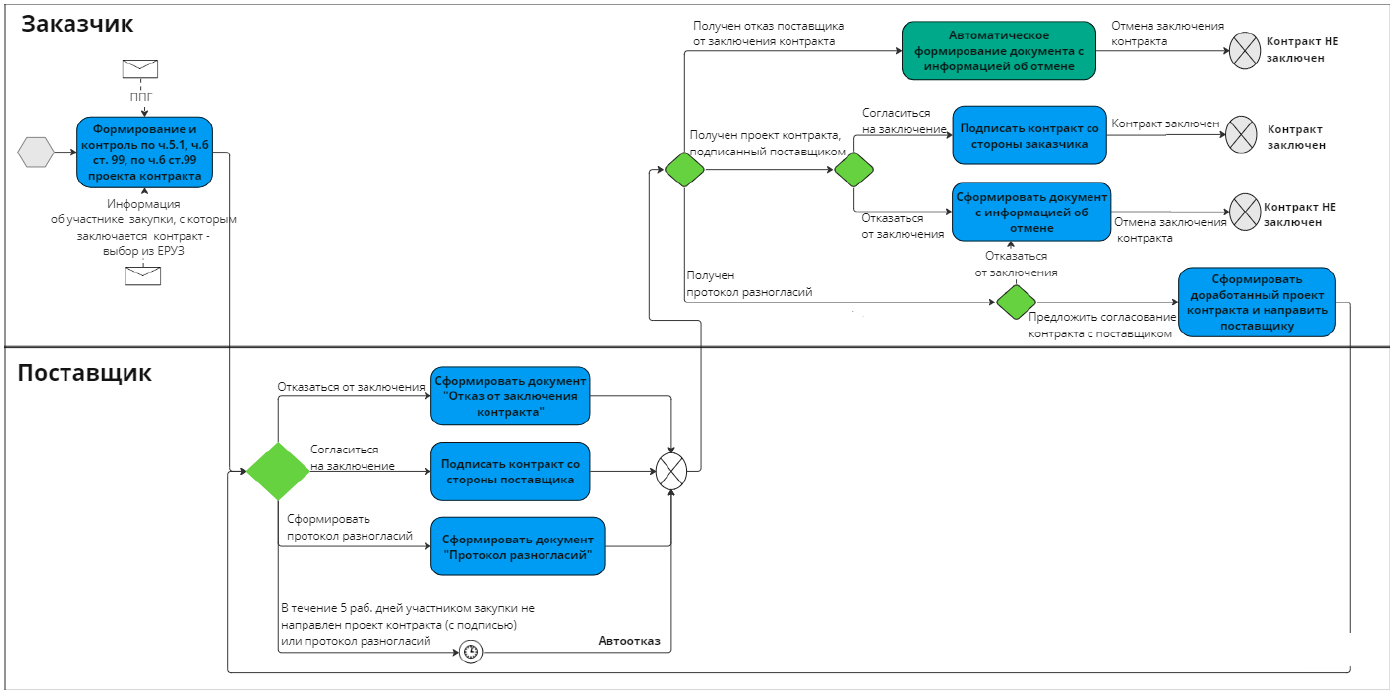 Заказчик
ППГ
Формирование и
контроль по ч.5.1, ч.6
ст. 99, по ч.6 ст.99
проекта контракта
Информация
об участнике закупки, с которым
заключается контракт -
выбор из ЕРУЗ
Получен отказ поставщика
от заключения контракта
Автоматическое
формирование документа с
информацией об отмене
Отмена заключения
контракта
Контракт НЕ
заключен
Получен проект контракта,
подписанный поставщиком
Согласиться
на заключение
Подписать контракт со
стороны заказчика
Контракт заключен
Контракт
заключен
Отказаться
от заключения
Сформировать документ
с информацией об
отмене
Отмена заключения
контракта
Контракт НЕ
заключен
Отказаться
от заключения
Получен
протокол разногласий
Предложить согласование
контракта с поставщиком
Сформировать
доработанный проект
контракта и направить
поставщику
Поставщик
Отказаться от заключения
Сформировать документ
"Отказ от заключения
контракта"
Согласиться
на заключение
Подписать контракт со
стороны поставщика
Сформировать
протокол разногласий
Сформировать документ
"Протокол разногласий"
В течение 5 раб. дней участником закупки не
направлен проект контракта (с подписью)
или протокол разногласий
Автоотказ